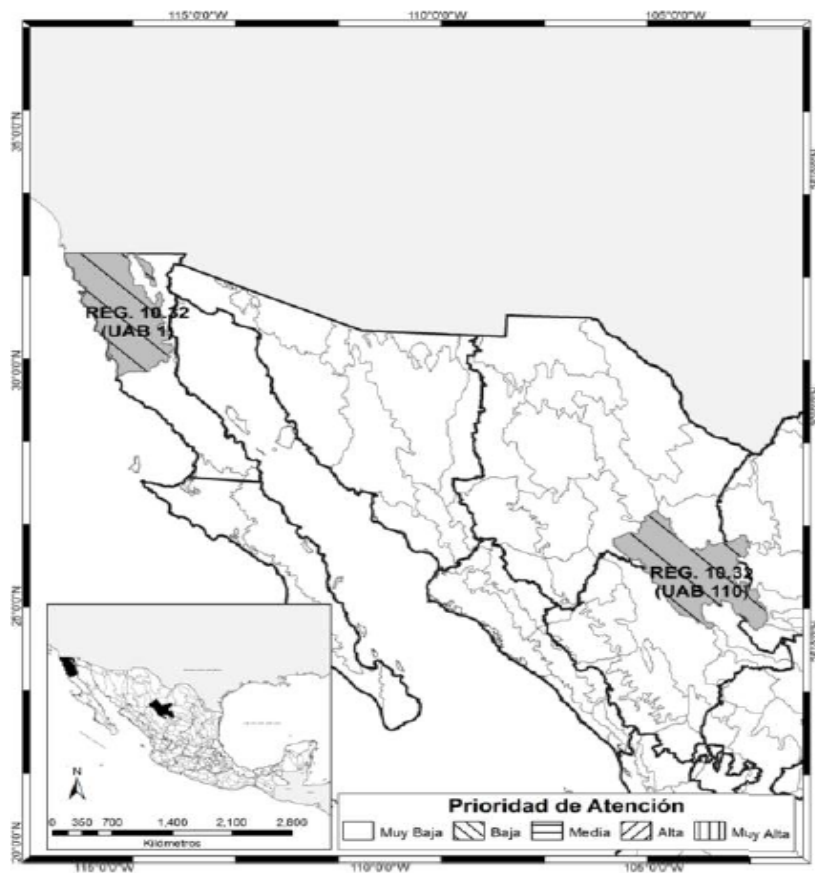 115°0'0"W 110°0'0"W 105°0'0"W
35°0'0"N
30°0'0"N
25°0'0"N
20°0'0"N
REG. 10.32
(UAB 1)
REG. 10.32
(UAB 110)
N
0 350 700 1,400 2,100 2,800
Kilómetros
Prioridad de Atención
Muy Baja Baja Media Alta Muy Alta
115°0'0"W 110°0'0"W 105°0'0"W